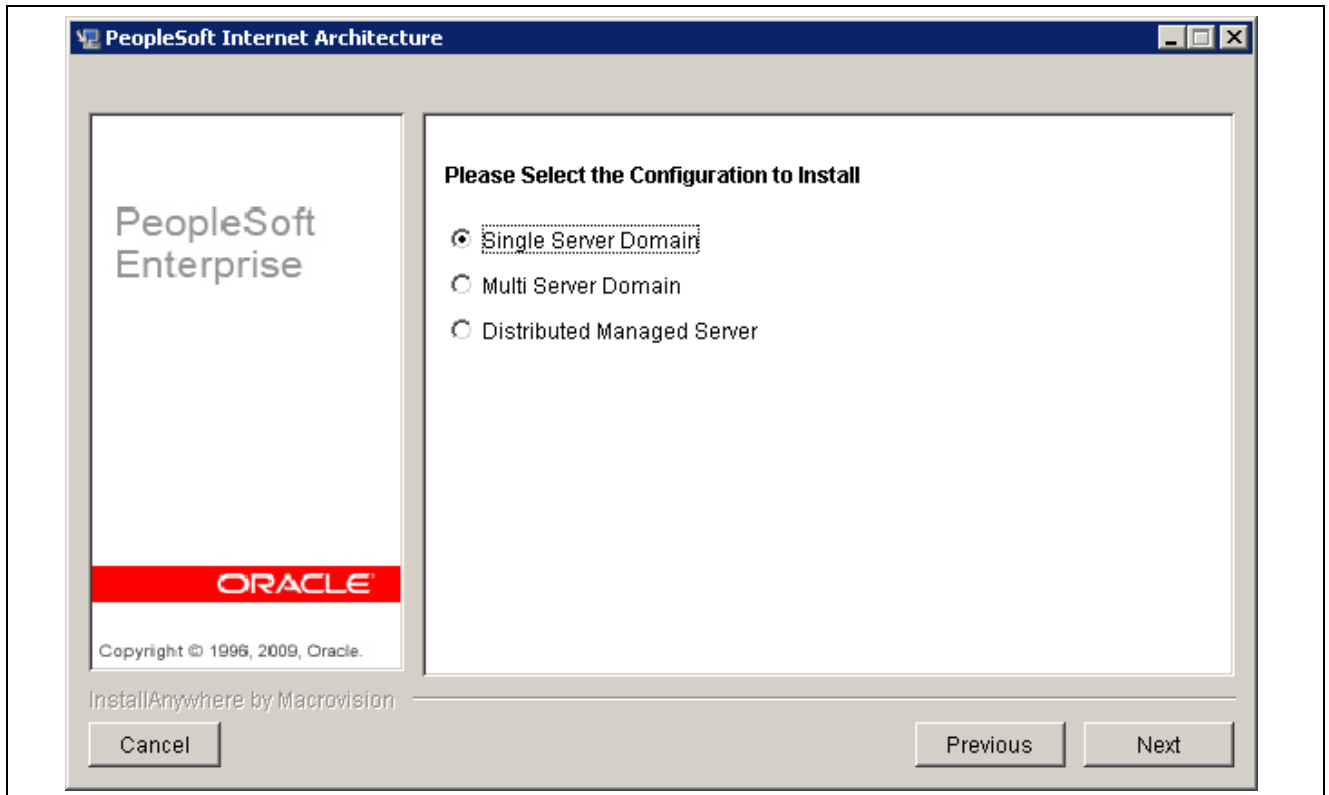 PeopleSoft Internet Architecture
PeopleSoft
Enterprise
Please Select the Configuration to Install
Single Server Domain
Multi Server Domain
Distributed Managed Server
ORACLE
Copyright © 1996, 2009, Oracle.
InstallAnywhere by Macrovision
Cancel
Previous
Next